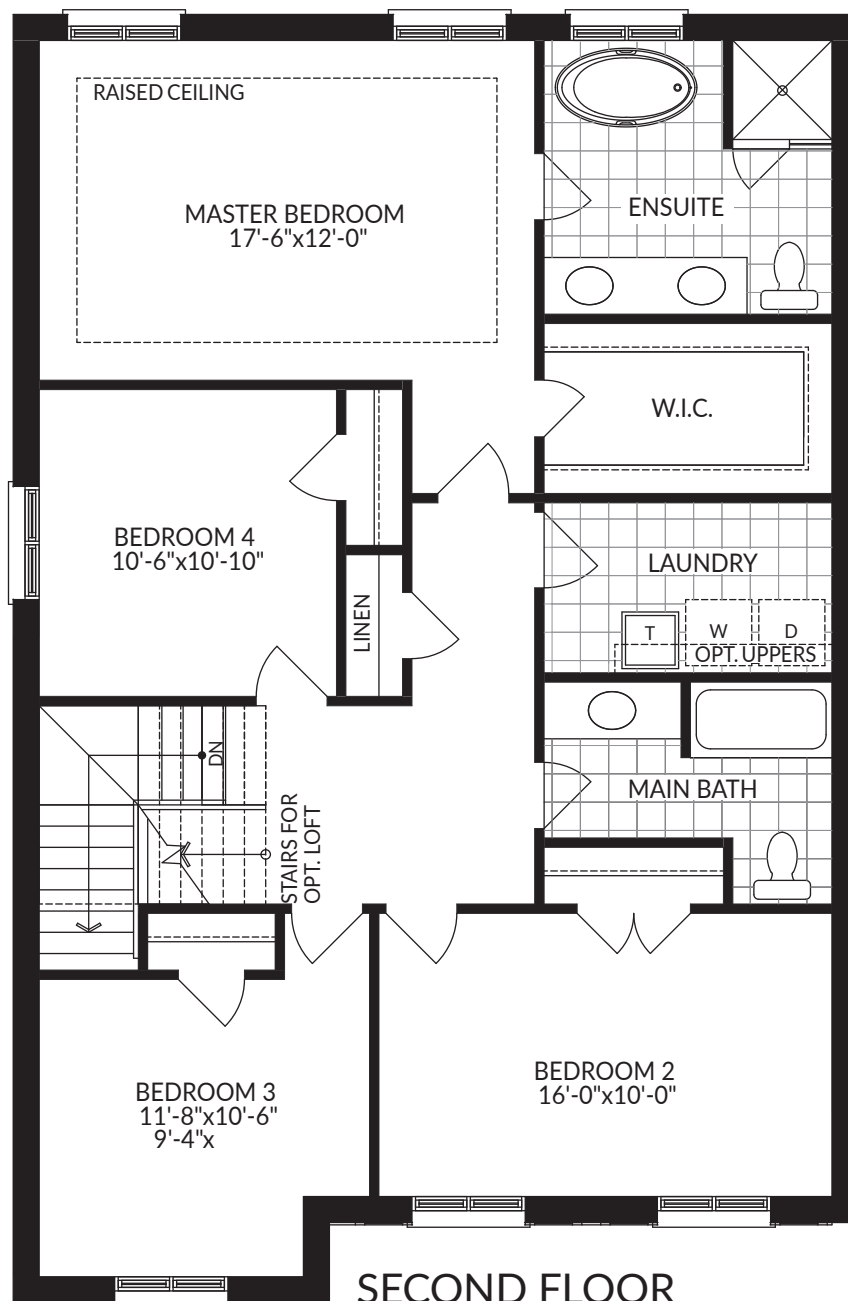 RAISED CEILING
MASTER BEDROOM
17'-6"x12'-0"
ENSUITE
W.I.C.
BEDROOM 4
10'-6"x10'-10"
LINEN
LAUNDRY
T
W
D
OPT. UPPERS
DN
STAIRS FOR
OPT. LOFT
MAIN BATH
BEDROOM 3
11'-8"x10'-6"
9'-4"x
BEDROOM 2
16'-0"x10'-0"
SECOND FLOOR